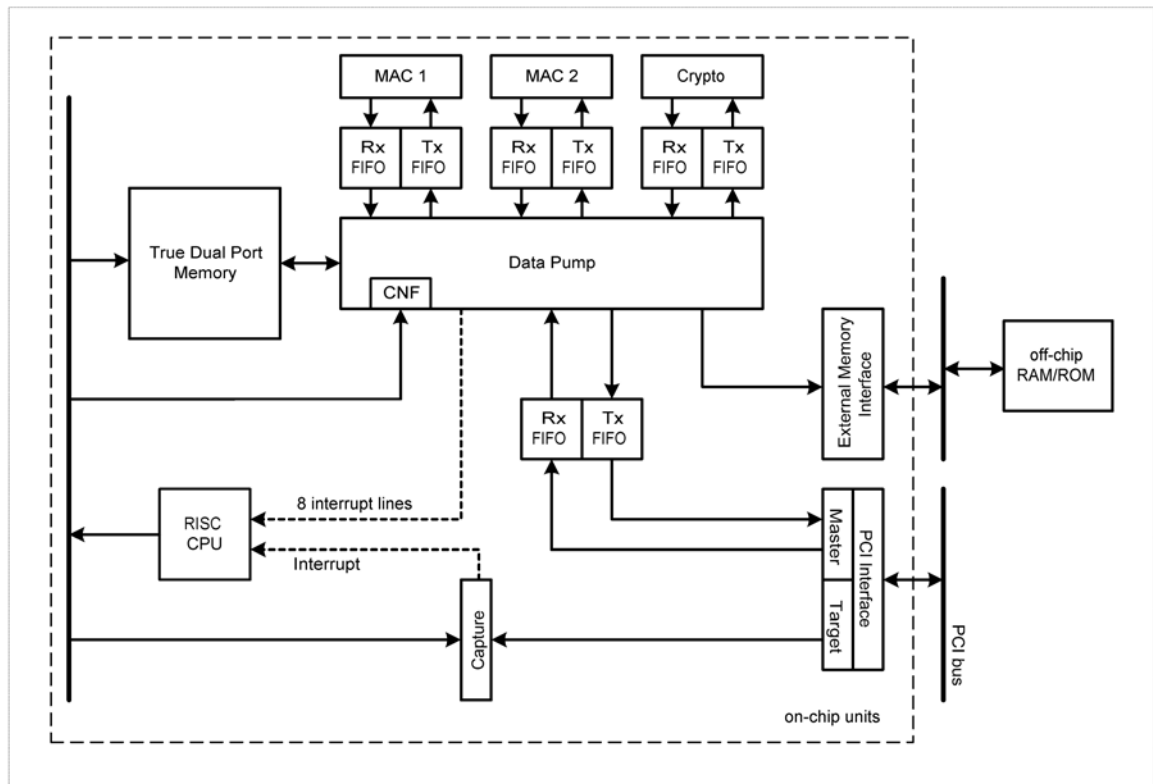 MAC 1
MAC 2
Crypto
Rx
FIFO
Tx
FIFO
Rx
FIFO
Tx
FIFO
Rx
FIFO
Tx
FIFO
True Dual Port
Memory
Data Pump
CNF
External Memory
Interface
off-chip
RAM/ROM
Rx
FIFO
Tx
FIFO
8 interrupt lines
RISC
CPU
Interrupt
Master
Target
PCI Interface
Capture
PCI bus
on-chip units